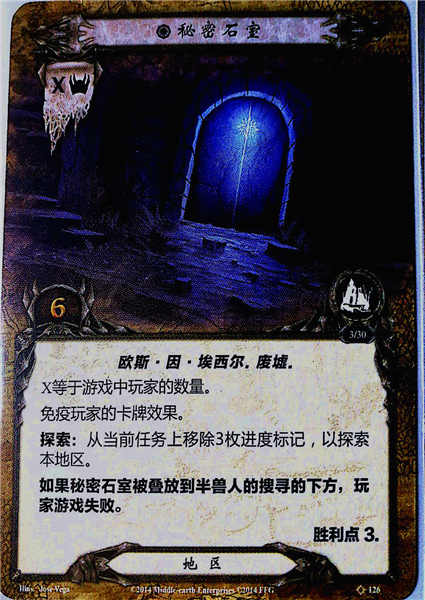 秘密石室
X
6
3/30
欧斯·因·埃西尔. 废墟.
X等于游戏中玩家的数量。
免疫玩家的卡牌效果。
探索：从当前任务上移除3枚进度标记，以探索
本地区。
如果秘密石室被叠放到半兽人的搜寻的下方，玩
家游戏失败。
胜利点 3.
地区
Illus. Jose Vega ©2014 Middle-earth Enterprises ©2014 FFG 126